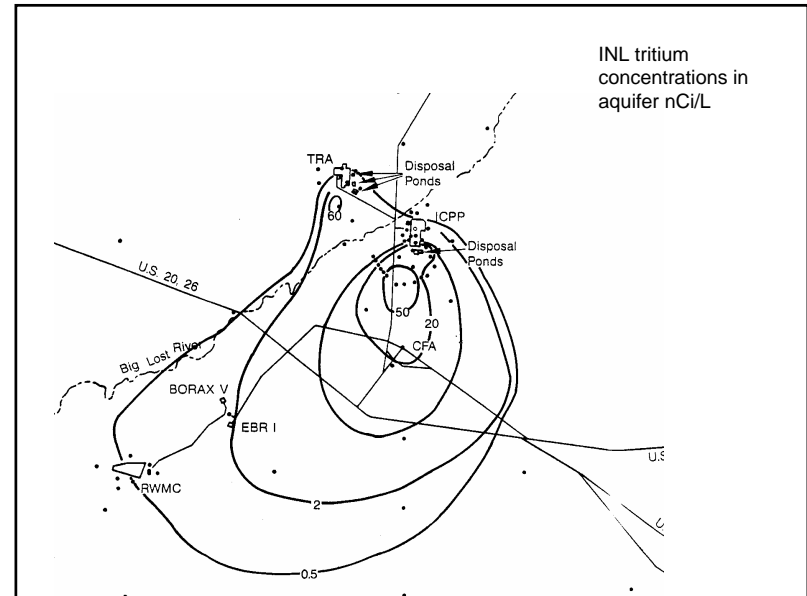 INL tritium
concentrations in
aquifer nCi/L
TRA
Disposal
Ponds
60
ICPP
Disposal
Ponds
U.S. 20, 26
50
20
CFA
Big Lost River
BORAX V
EBR I
U.S
U.
RWMC
2
0.5